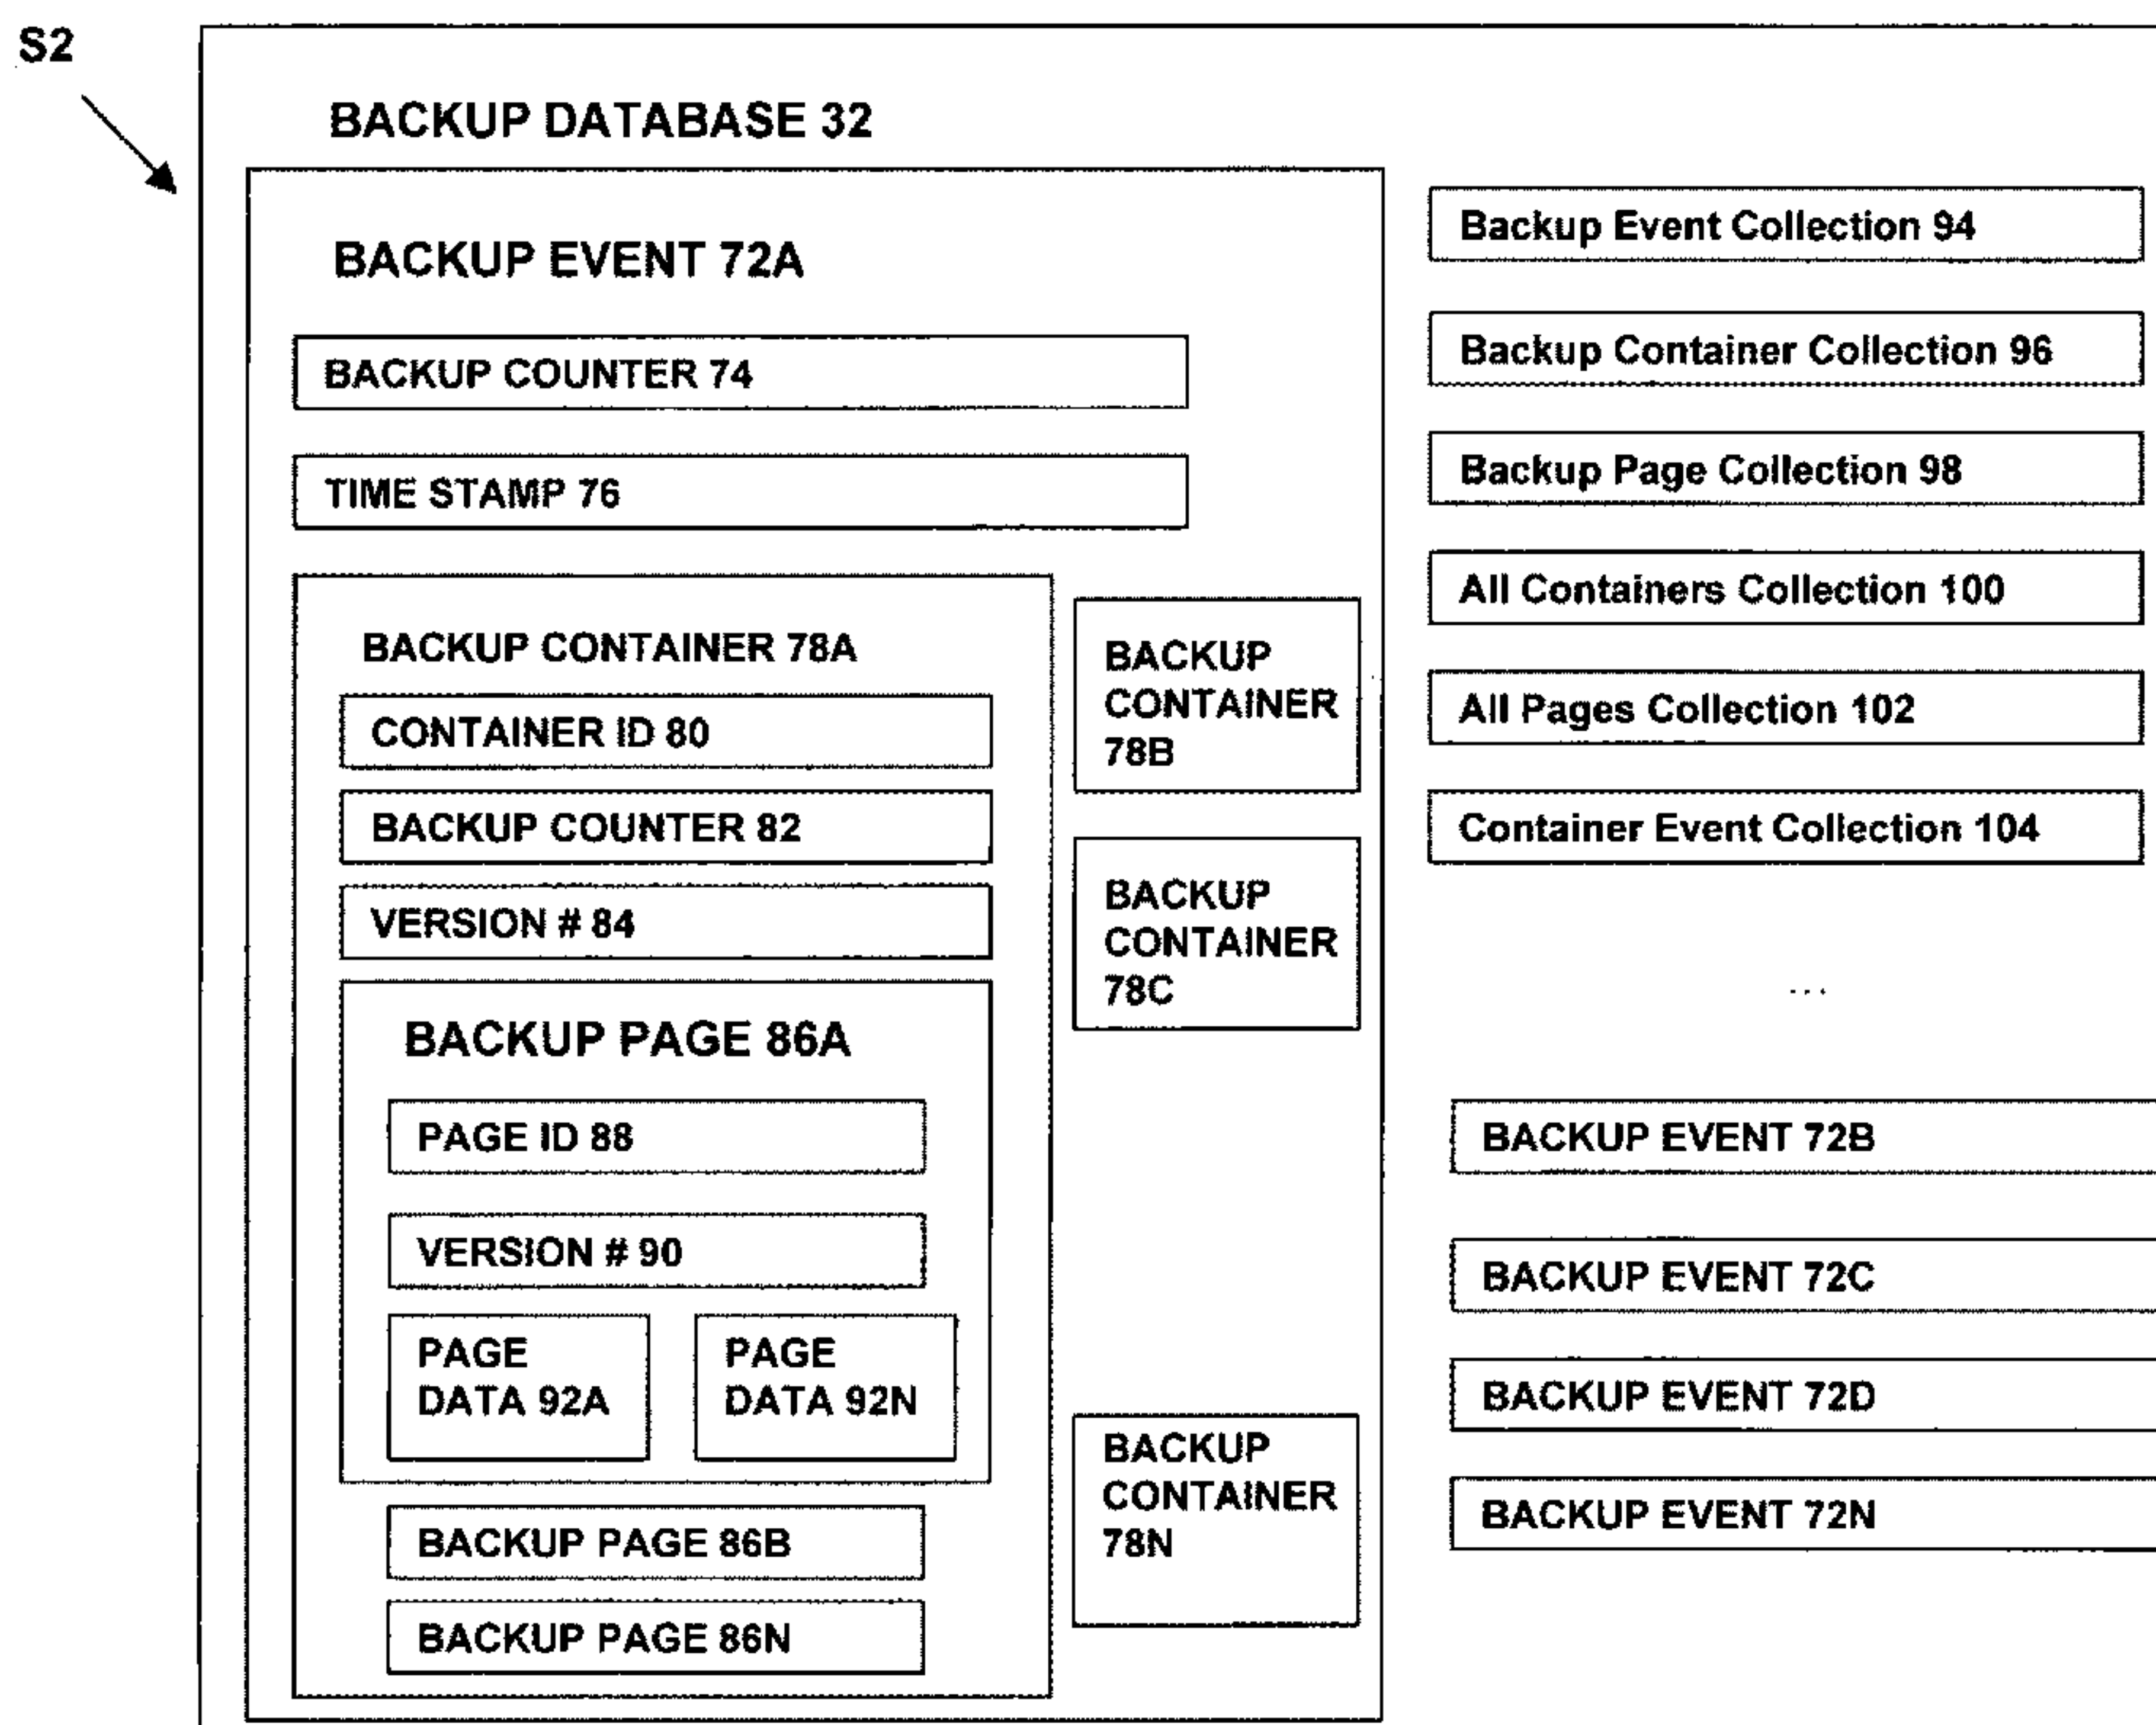 S2
BACKUP DATABASE 32
BACKUP EVENT 72A
BACKUP COUNTER 74
TIME STAMP 76
BACKUP CONTAINER 78A
CONTAINER ID 80
BACKUP COUNTER 82
VERSION # 84
BACKUP PAGE 86A
PAGE ID 88
VERSION # 90
PAGE
DATA 92A
PAGE
DATA 92N
BACKUP PAGE 86B
BACKUP PAGE 86N
BACKUP
CONTAINER
78B
BACKUP
CONTAINER
78C
BACKUP
CONTAINER
78N
Backup Event Collection 94
Backup Container Collection 96
Backup Page Collection 98
All Containers Collection 100
All Pages Collection 102
Container Event Collection 104
...
BACKUP EVENT 72B
BACKUP EVENT 72C
BACKUP EVENT 72D
BACKUP EVENT 72N